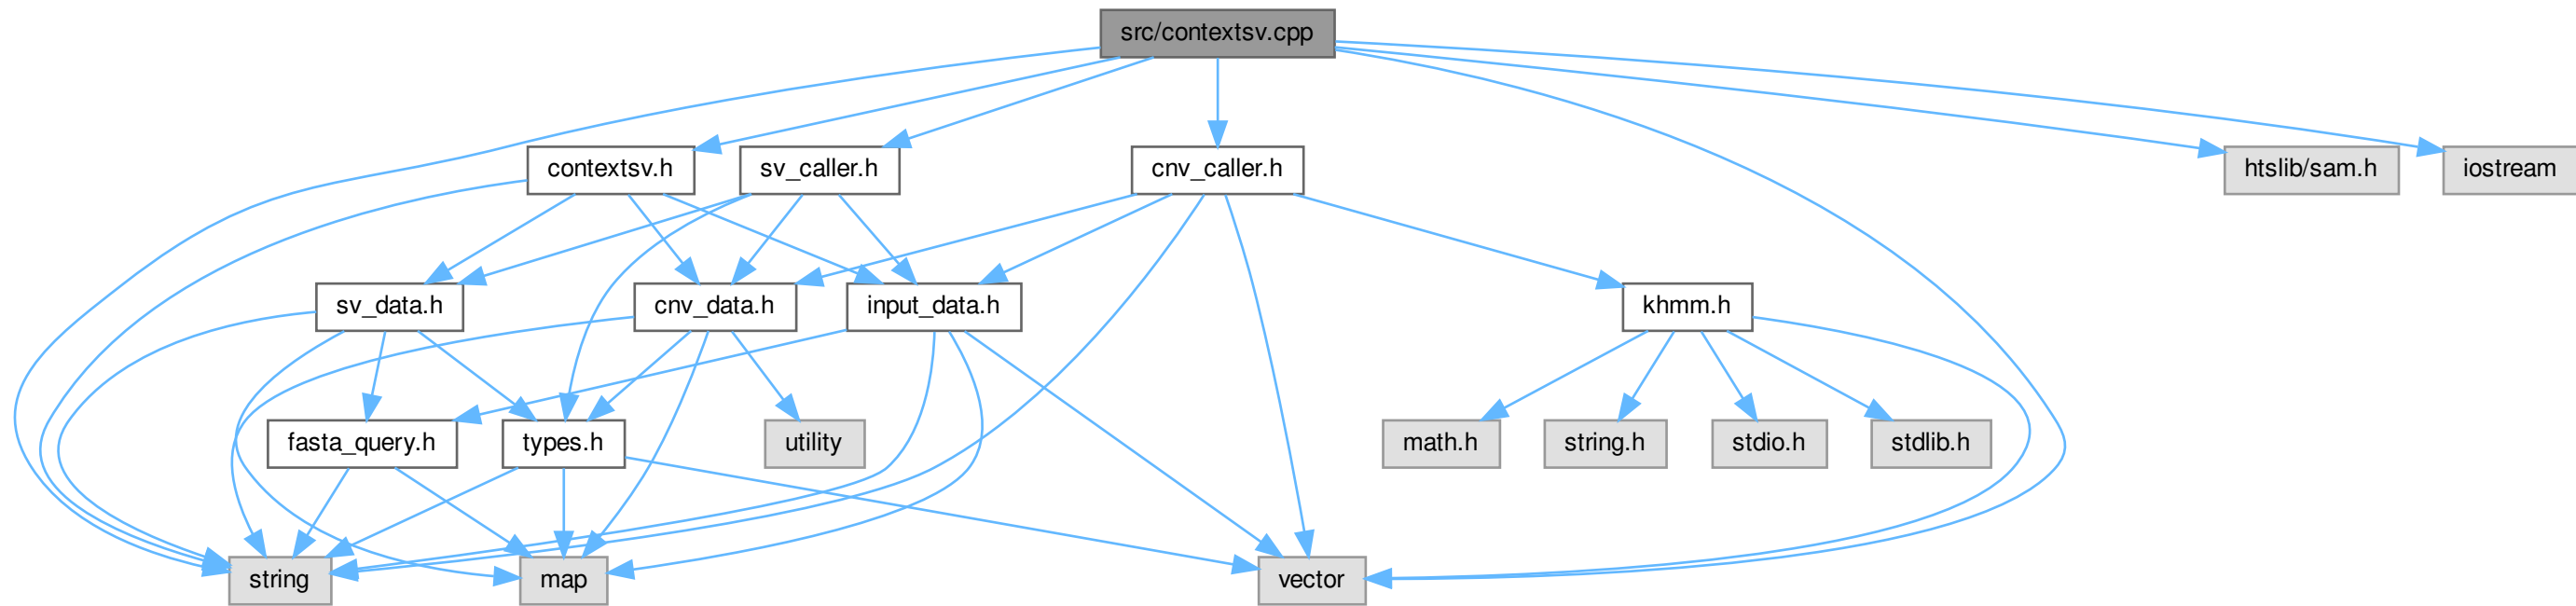 src/contextsv.cpp
contextsv.h
sv_caller.h
cnv_caller.h
htslib/sam.h
iostream
sv_data.h
cnv_data.h
input_data.h
khmm.h
fasta_query.h
types.h
utility
math.h
string.h
stdio.h
stdlib.h
string
map
vector